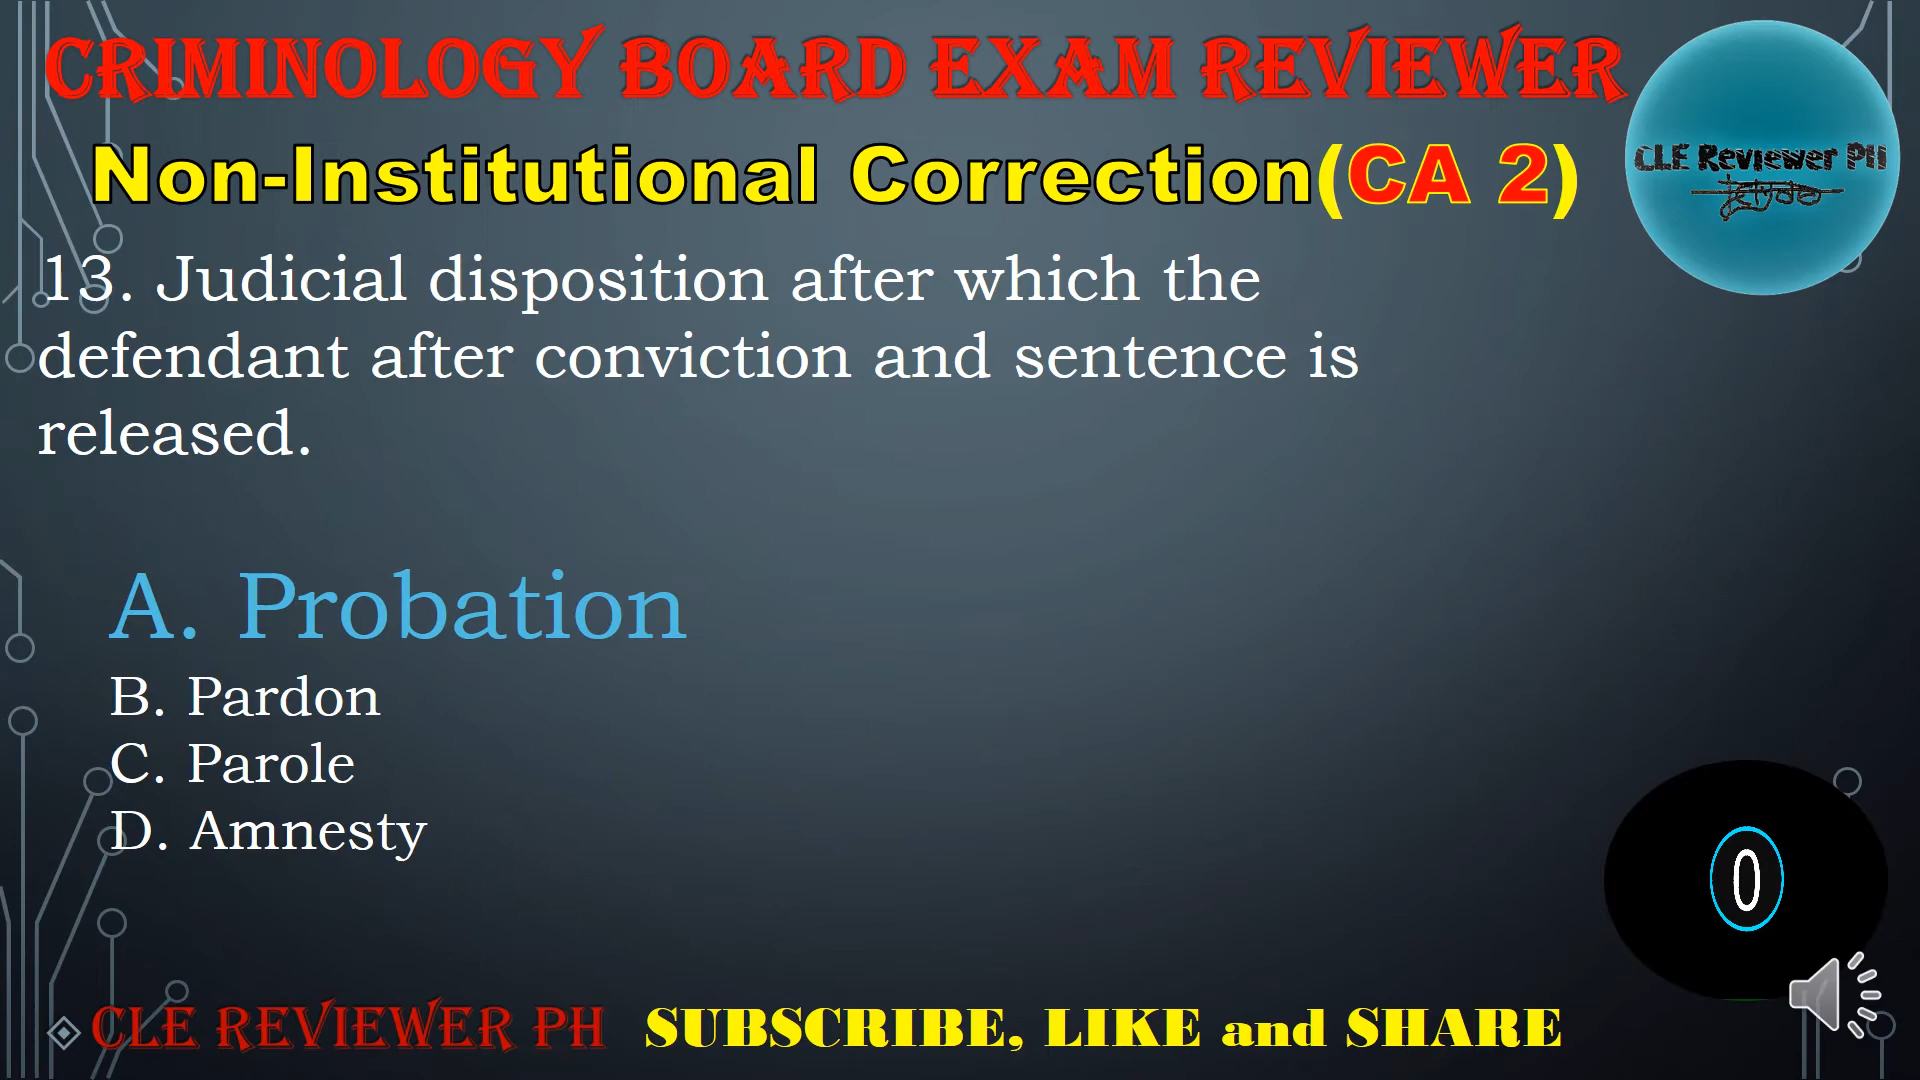 CRIMINOLOGY BOARD EXAM REVIEWER
Non-Institutional Correction(CA 2)
CLE Reviewer PH
13. Judicial disposition after which the
defendant after conviction and sentence is
released.
A. Probation
B. Pardon
C. Parole
D. Amnesty
0
CLE REVIEWER PH SUBSCRIBE, LIKE and SHARE